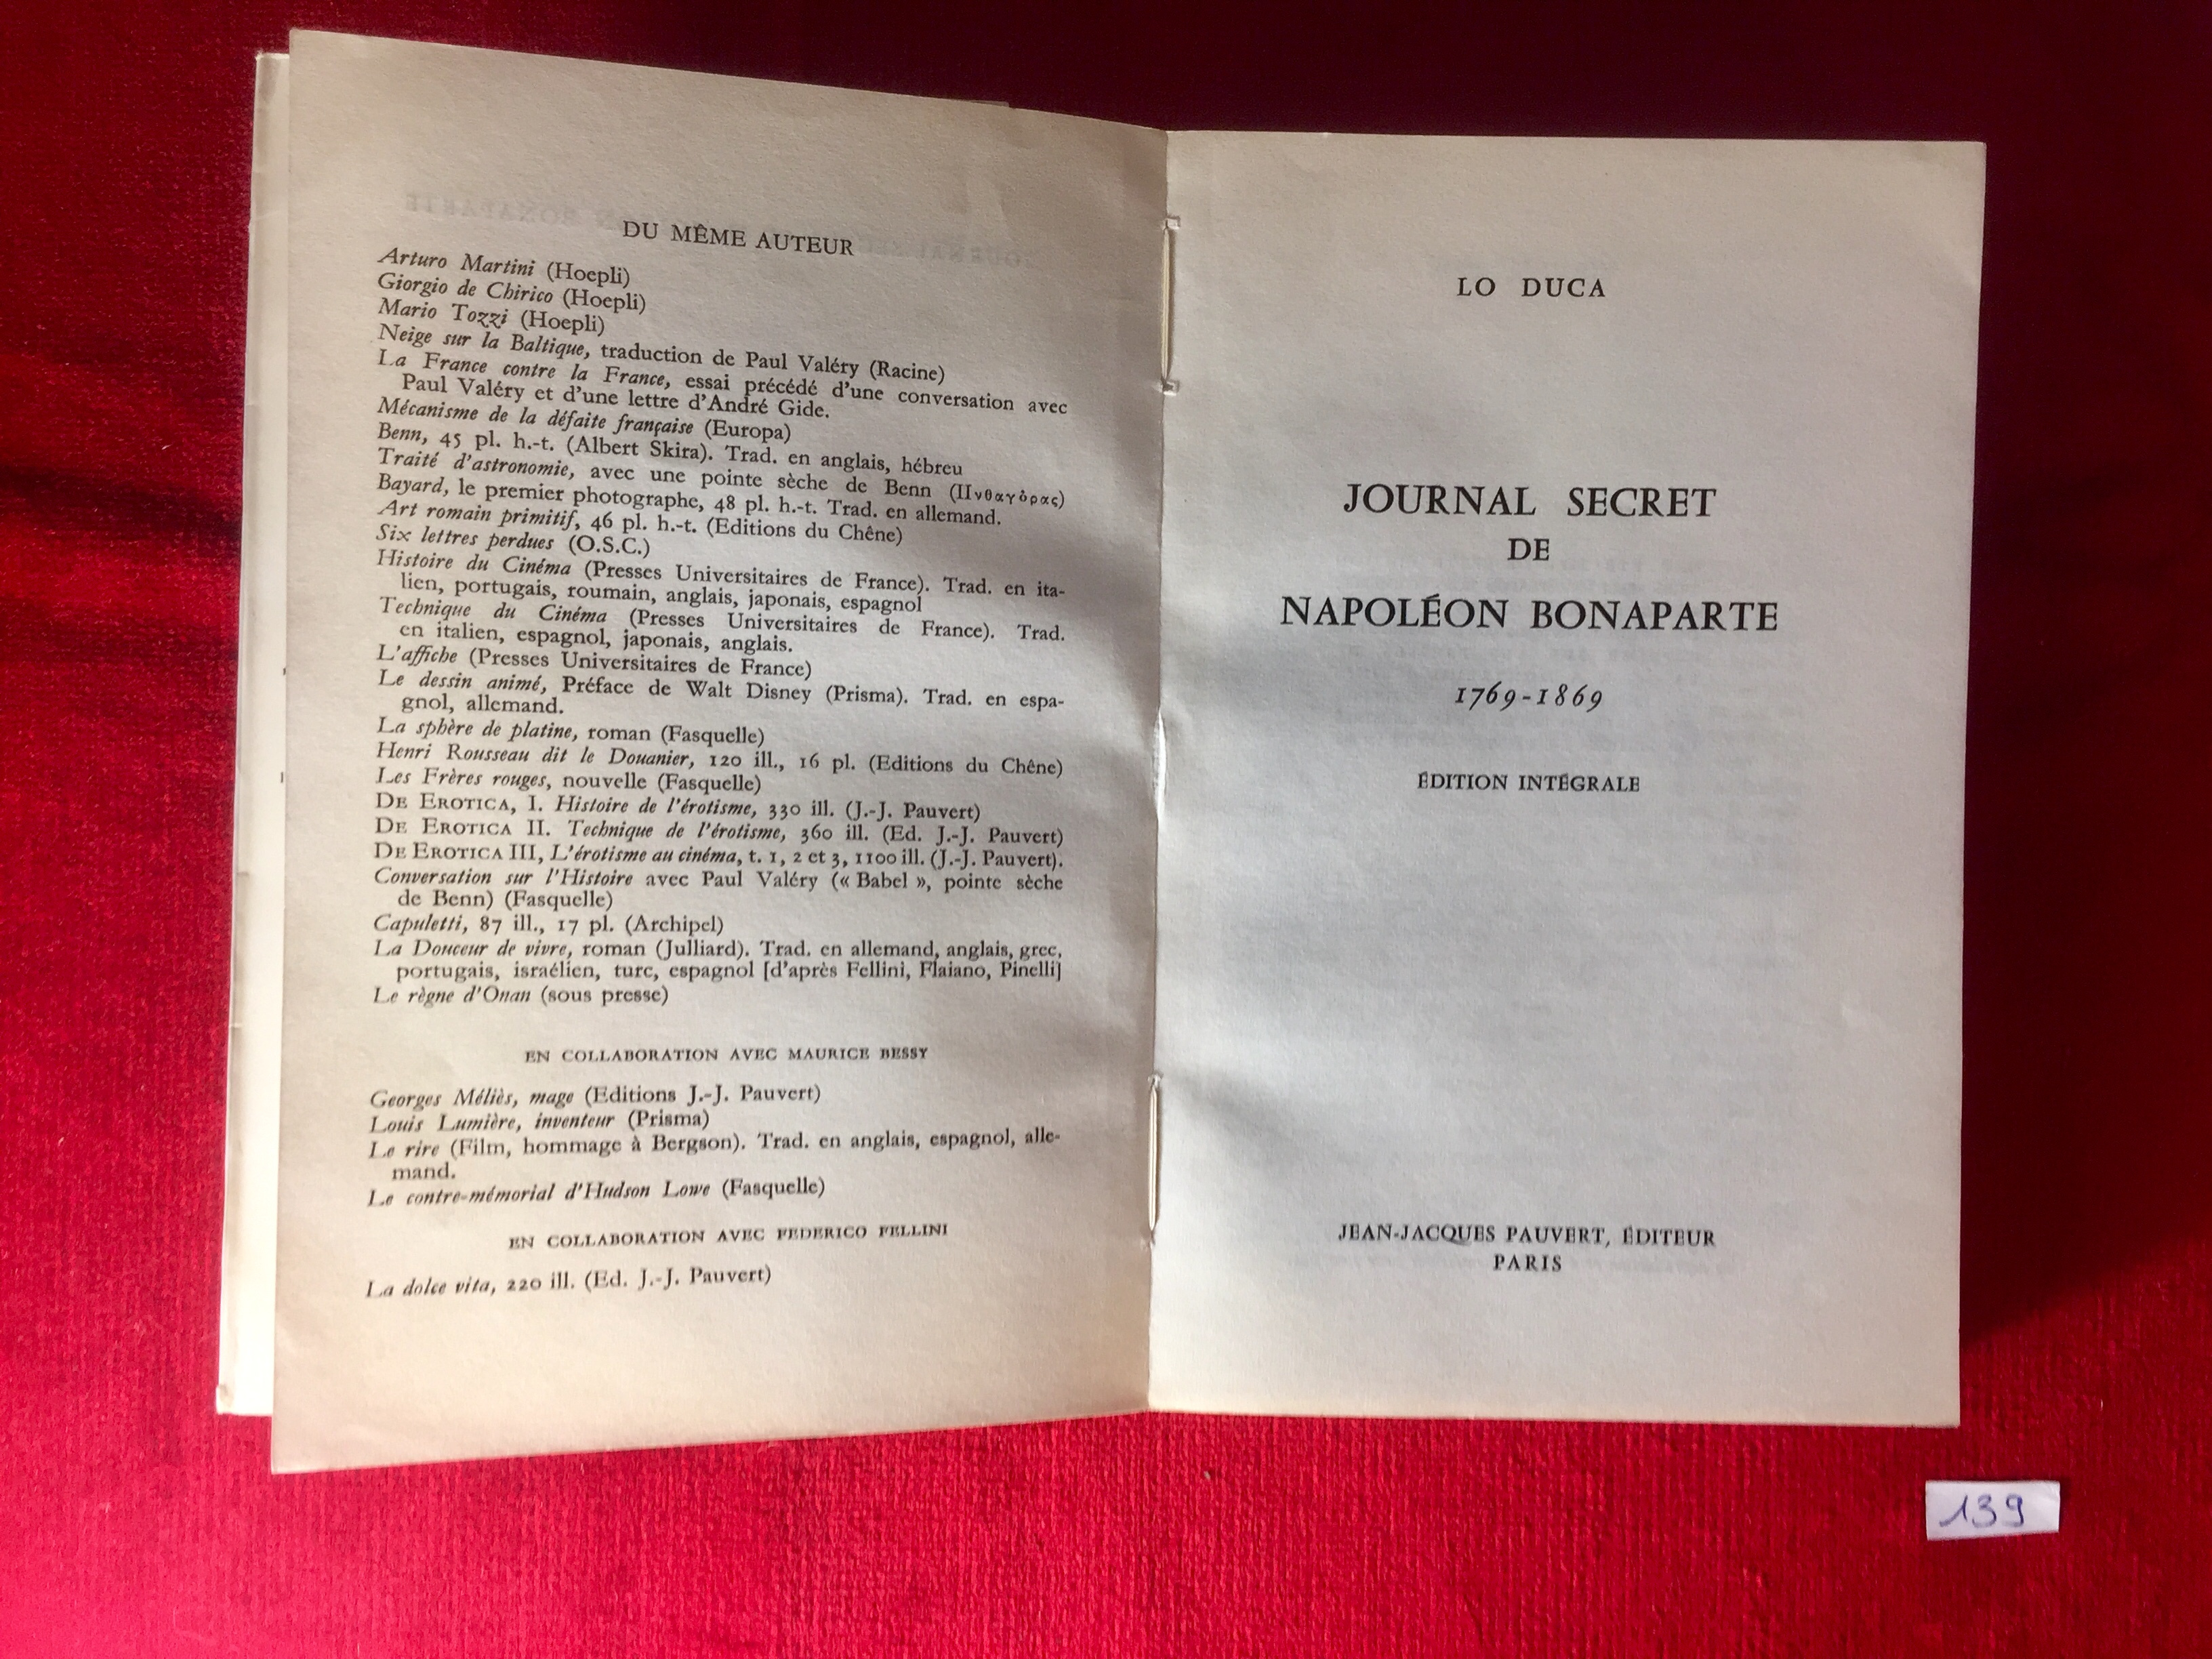 DU MÊME AUTEUR
Arturo Martini (Hoepli)
Giorgio de Chirico (Hoepli)
Mario Tozzi (Hoepli)
Neige sur la Baltique, traduction de Paul Valéry (Racine)
La France contre la France, essai précédé d'une conversation avec
Paul Valéry et d'une lettre d'André Gide.
Mécanisme de la défaite française (Europa)
Benn, 45 pl. h.-t. (Albert Skira). Trad. en anglais, hébreu
Traité d'astronomie, avec une pointe sèche de Benn (Πνθαγὁρας)
Bayard, le premier photographe, 48 pl. h.-t. Trad. en allemand.
Art romain primitif, 46 pl. h.-t. (Editions du Chêne)
Six lettres perdues (O.S.C.)
Histoire du Cinéma (Presses Universitaires de France). Trad. en ita-
lien, portugais, roumain, anglais, japonais, espagnol
Technique du Cinéma (Presses Universitaires de France). Trad.
en italien, espagnol, japonais, anglais.
L'affiche (Presses Universitaires de France)
Le dessin animé, Préface de Walt Disney (Prisma). Trad. en espa-
gnol, allemand.
La sphère de platine, roman (Fasquelle)
Henri Rousseau dit le Douanier, 120 ill., 16 pl. (Editions du Chêne)
Les Frères rouges, nouvelle (Fasquelle)
DE EROTICA, I. Histoire de l'érotisme, 330 ill. (J.-J. Pauvert)
DE EROTICA II. Technique de l'érotisme, 360 ill. (Ed. J.-J. Pauvert)
DE EROTICA III, L'érotisme au cinéma, t. 1, 2 et 3, 1100 ill. (J.-J. Pauvert).
Conversation sur l'Histoire avec Paul Valéry (« Babel », pointe sèche
de Benn) (Fasquelle)
Capuletti, 87 ill., 17 pl. (Archipel)
La Douceur de vivre, roman (Julliard). Trad. en allemand, anglais, grec,
portugais, israélien, turc, espagnol [d'après Fellini, Flaiano, Pinelli]
Le règne d'Onan (sous presse)
EN COLLABORATION AVEC MAURICE BESSY
Georges Méliès, mage (Editions J.-J. Pauvert)
Louis Lumière, inventeur (Prisma)
Le rire (Film, hommage à Bergson). Trad. en anglais, espagnol, alle-
mand.
Le contre-mémorial d'Hudson Lowe (Fasquelle)
EN COLLABORATION AVEC FEDERICO FELLINI
La dolce vita, 220 ill. (Ed. J.-J. Pauvert)
LO DUCA
JOURNAL SECRET
DE
NAPOLÉON BONAPARTE
1769-1869
ÉDITION INTÉGRALE
JEAN-JACQUES PAUVERT, ÉDITEUR
PARIS
139